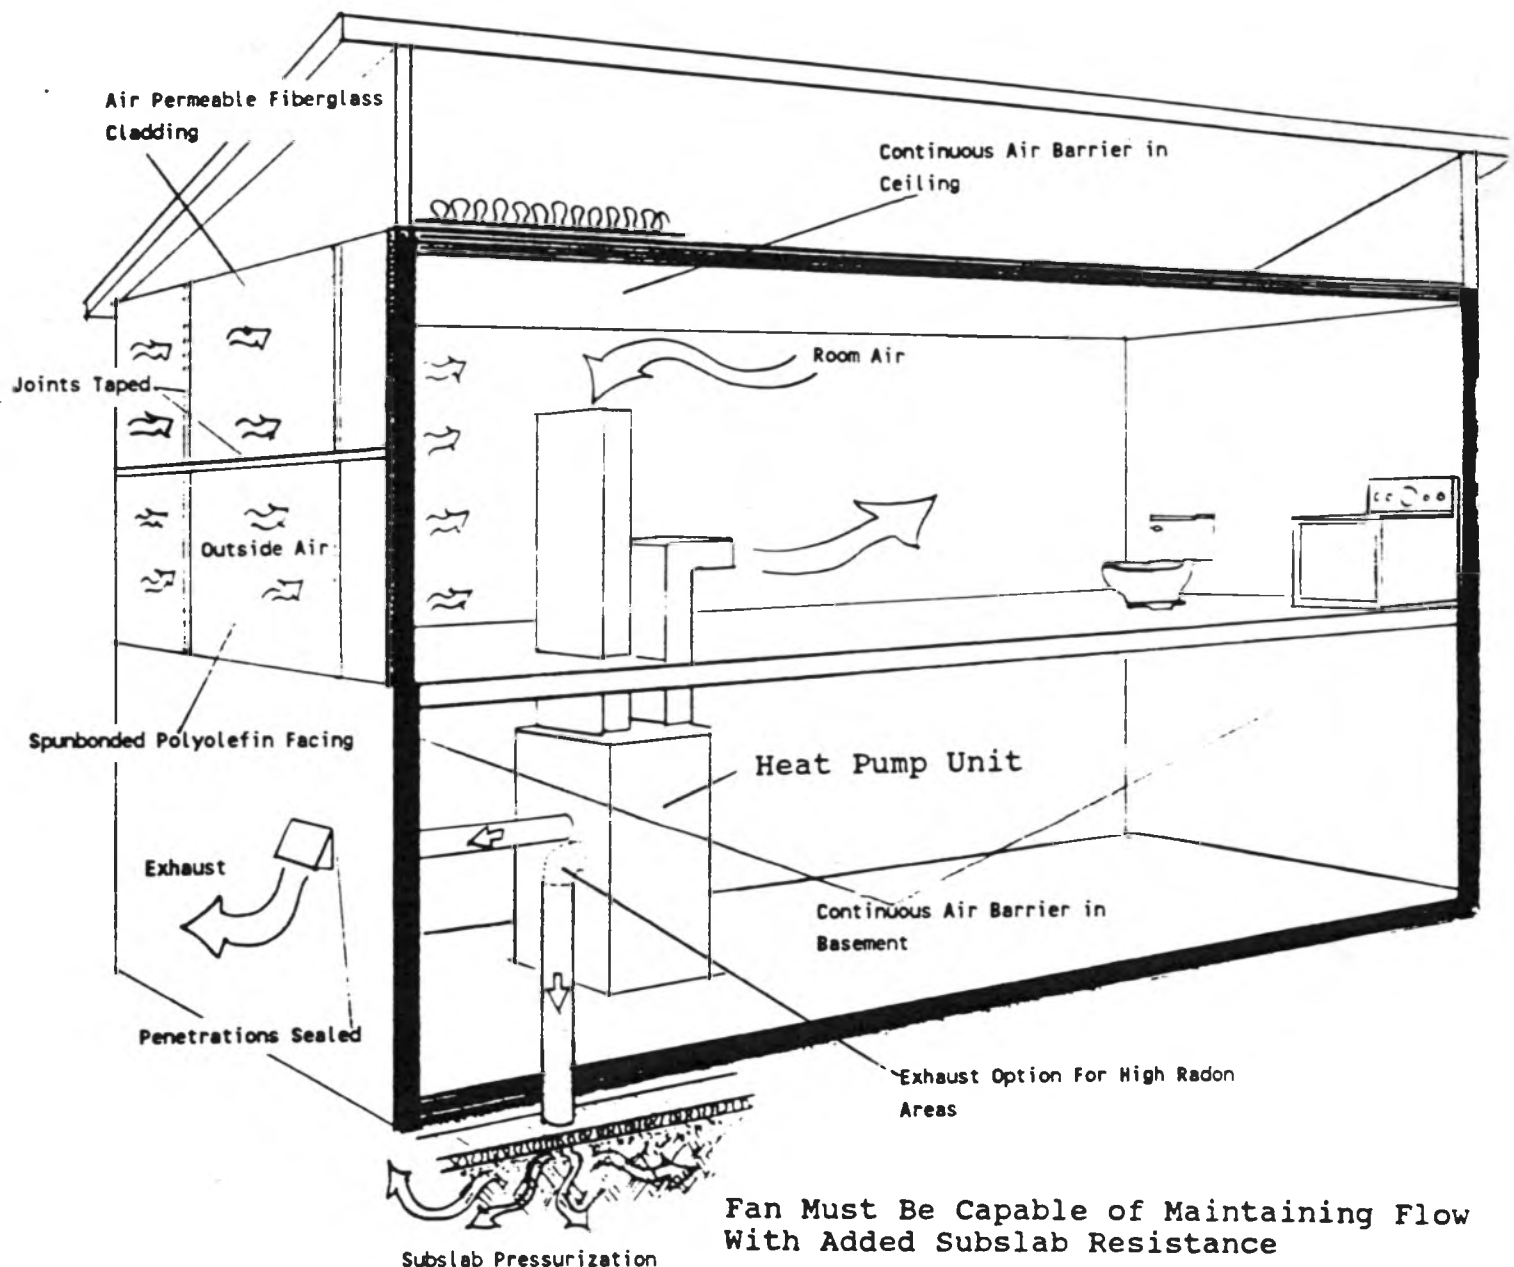 Air Permeable Fiberglass
Cladding
Continuous Air Barrier in
Ceiling
Room Air
Joints Taped
Outside Air
Spunbonded Polyolefin Facing
Heat Pump Unit
Exhaust
Continuous Air Barrier in
Basement
Penetrations Sealed
Exhaust Option For High Radon
Areas
Fan Must Be Capable of Maintaining Flow
With Added Subslab Resistance
Subslab Pressurization